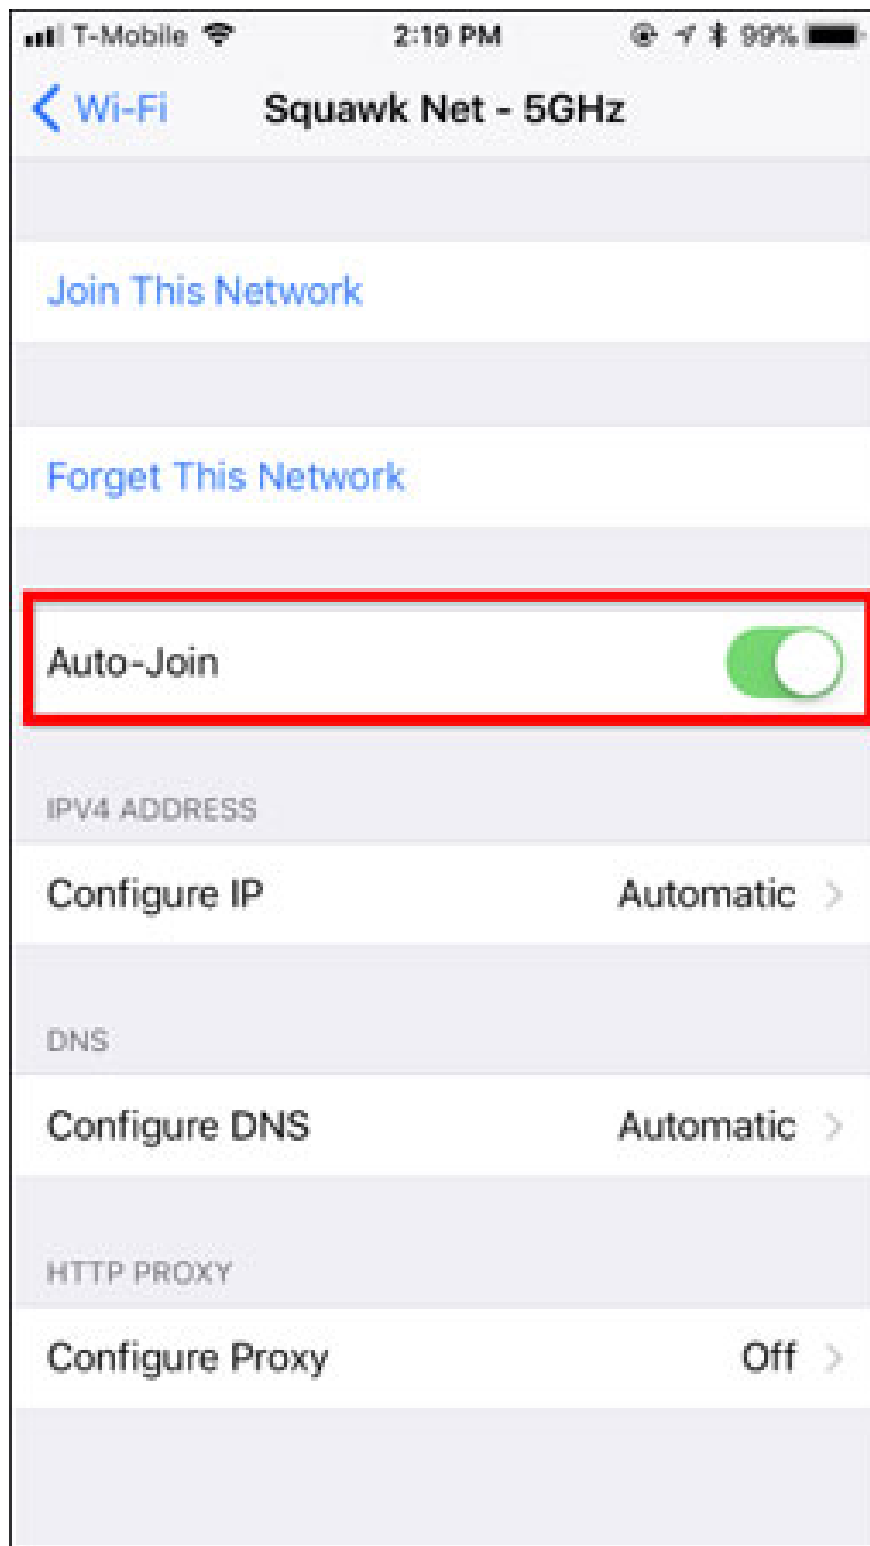 T-Mobile 2:19 PM 99%
Wi-Fi Squawk Net - 5GHz
Join This Network
Forget This Network
Auto-Join
IPV4 ADDRESS
Configure IP Automatic
DNS
Configure DNS Automatic
HTTP PROXY
Configure Proxy Off